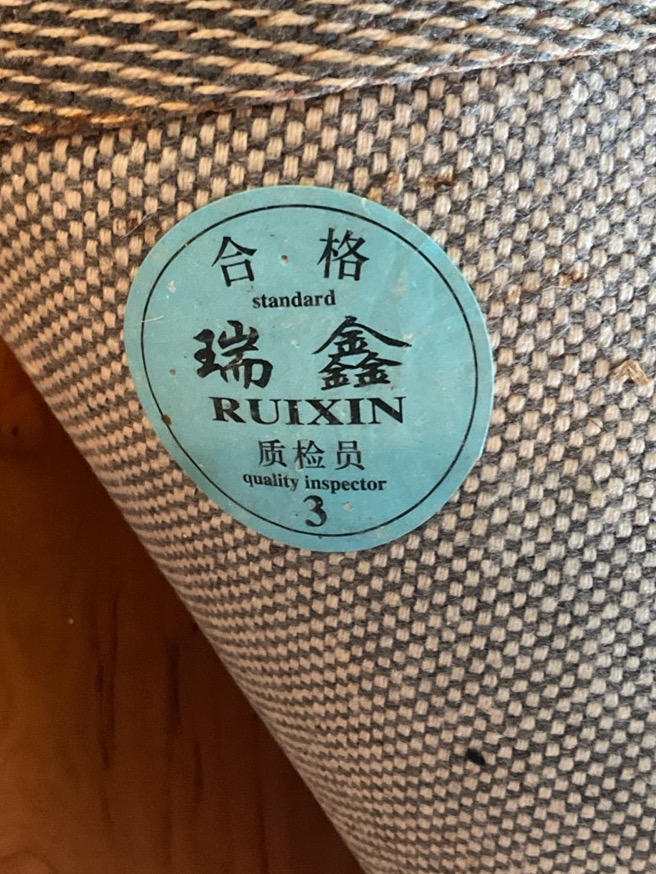 合格
standard
瑞鑫
RUIXIN
质检员
quality inspector
3